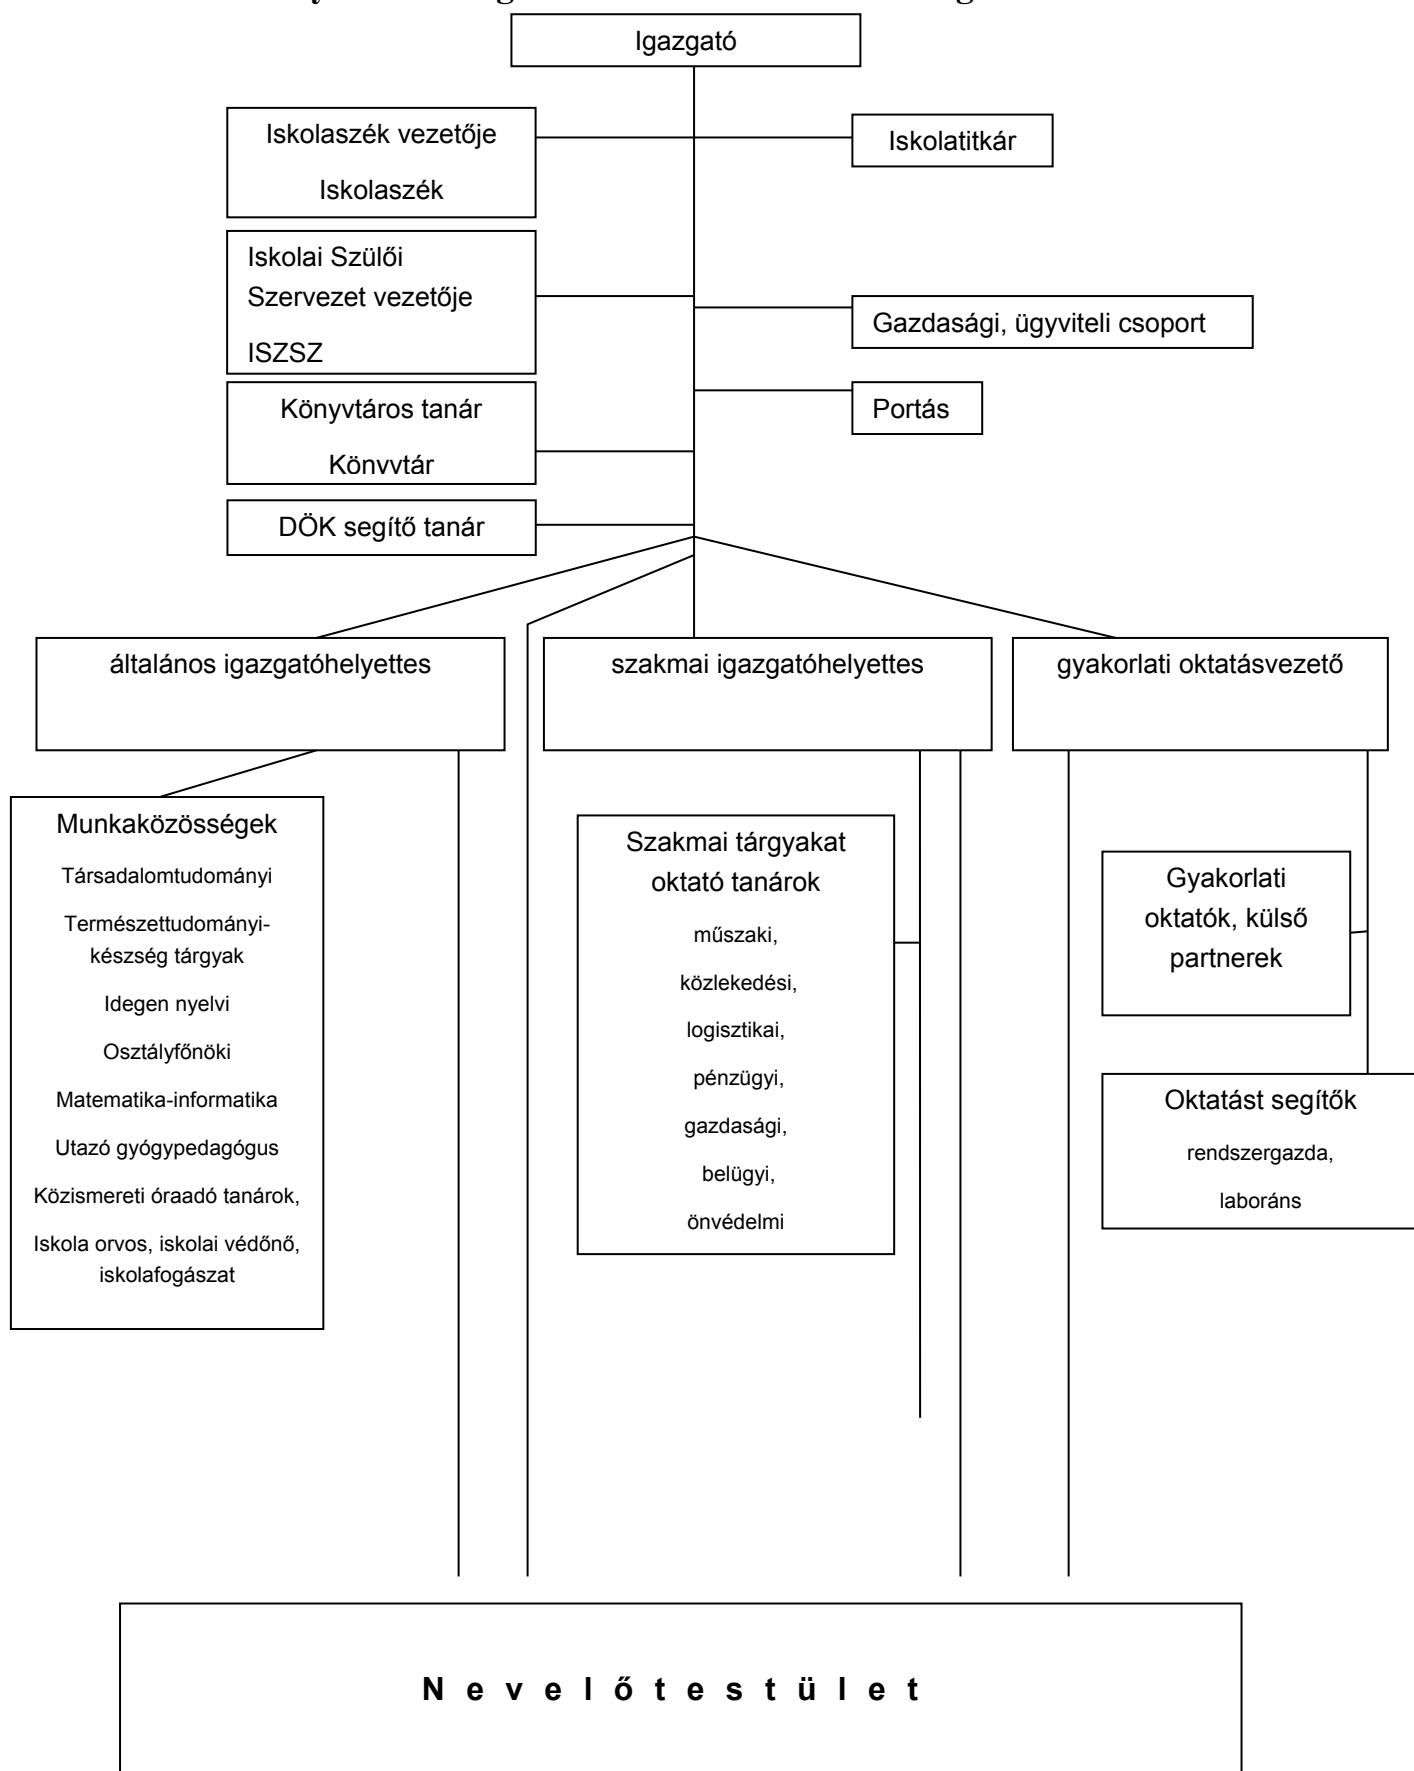 Igazgató
Iskolaszék vezetője
Iskolaszék
Iskolatitkár
Iskolai Szülői
Szervezet vezetője
ISZSZ
Gazdasági, ügyviteli csoport
Könyvtáros tanár
Könyvtár
Portás
DÖK segítő tanár
általános igazgatóhelyettes
szakmai igazgatóhelyettes
gyakorlati oktatásvezető
Munkaközösségek
Társadalomtudományi
Természettudományi-
készség tárgyak
Idegen nyelvi
Osztályfőnöki
Matematika-informatika
Utazó gyógypedagógus
Közismereti óraadó tanárok,
Iskola orvos, iskolai védőnő,
iskolafogászat
Szakmai tárgyakat
oktató tanárok
műszaki,
közlekedési,
logisztikai,
pénzügyi,
gazdasági,
belügyi,
önvédelmi
Gyakorlati
oktatók, külső
partnerek
Oktatást segítők
rendszergazda,
laboráns
N e v e l ő t e s t ü l e t